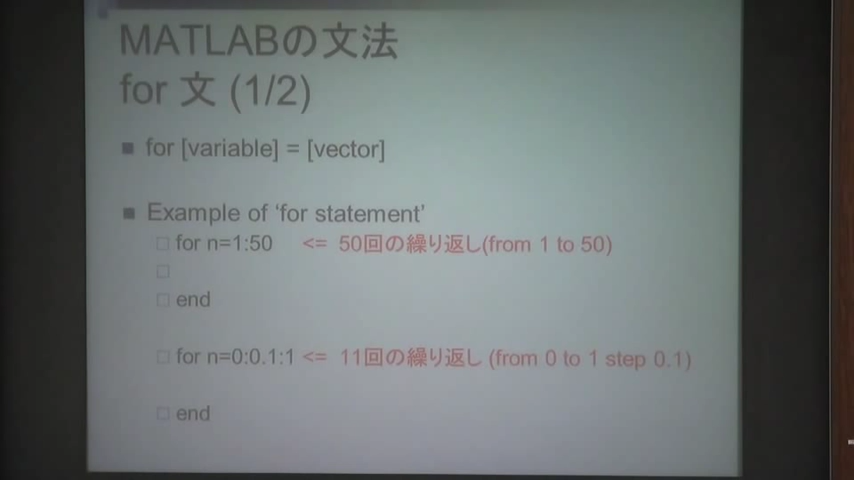 MATLABの文法
for 文 (1/2)
for [variable] = [vector]
Example of ‘for statement’
for n=1:50 <= 50回の繰り返し(from 1 to 50)
end
for n=0:0.1:1 <= 11回の繰り返し (from 0 to 1 step 0.1)
end